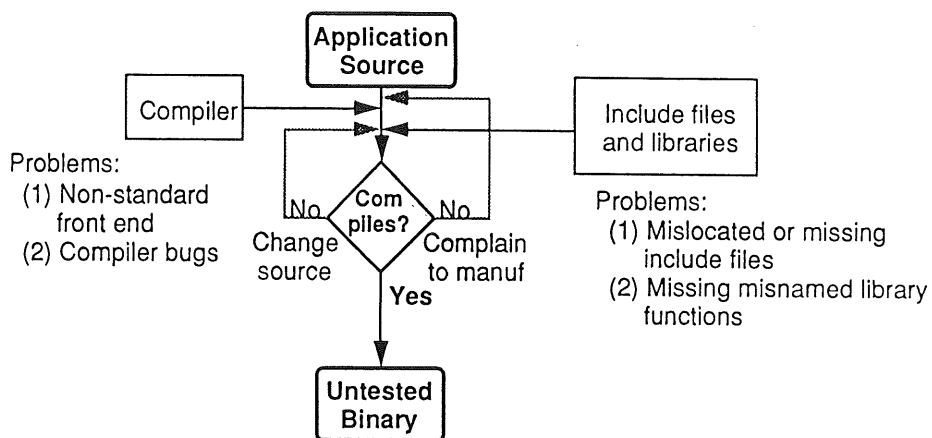 Application
Source
Compiler
Include files
and libraries
Problems:
(1) Non-standard
front end
(2) Compiler bugs
Com
piles?
No
No
Change
source
Complain
to manuf
Yes
Problems:
(1) Mislocated or missing
include files
(2) Missing misnamed library
functions
Untested
Binary